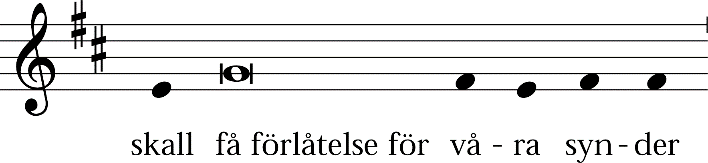 skall få förlåtelse för vå - ra syn - der